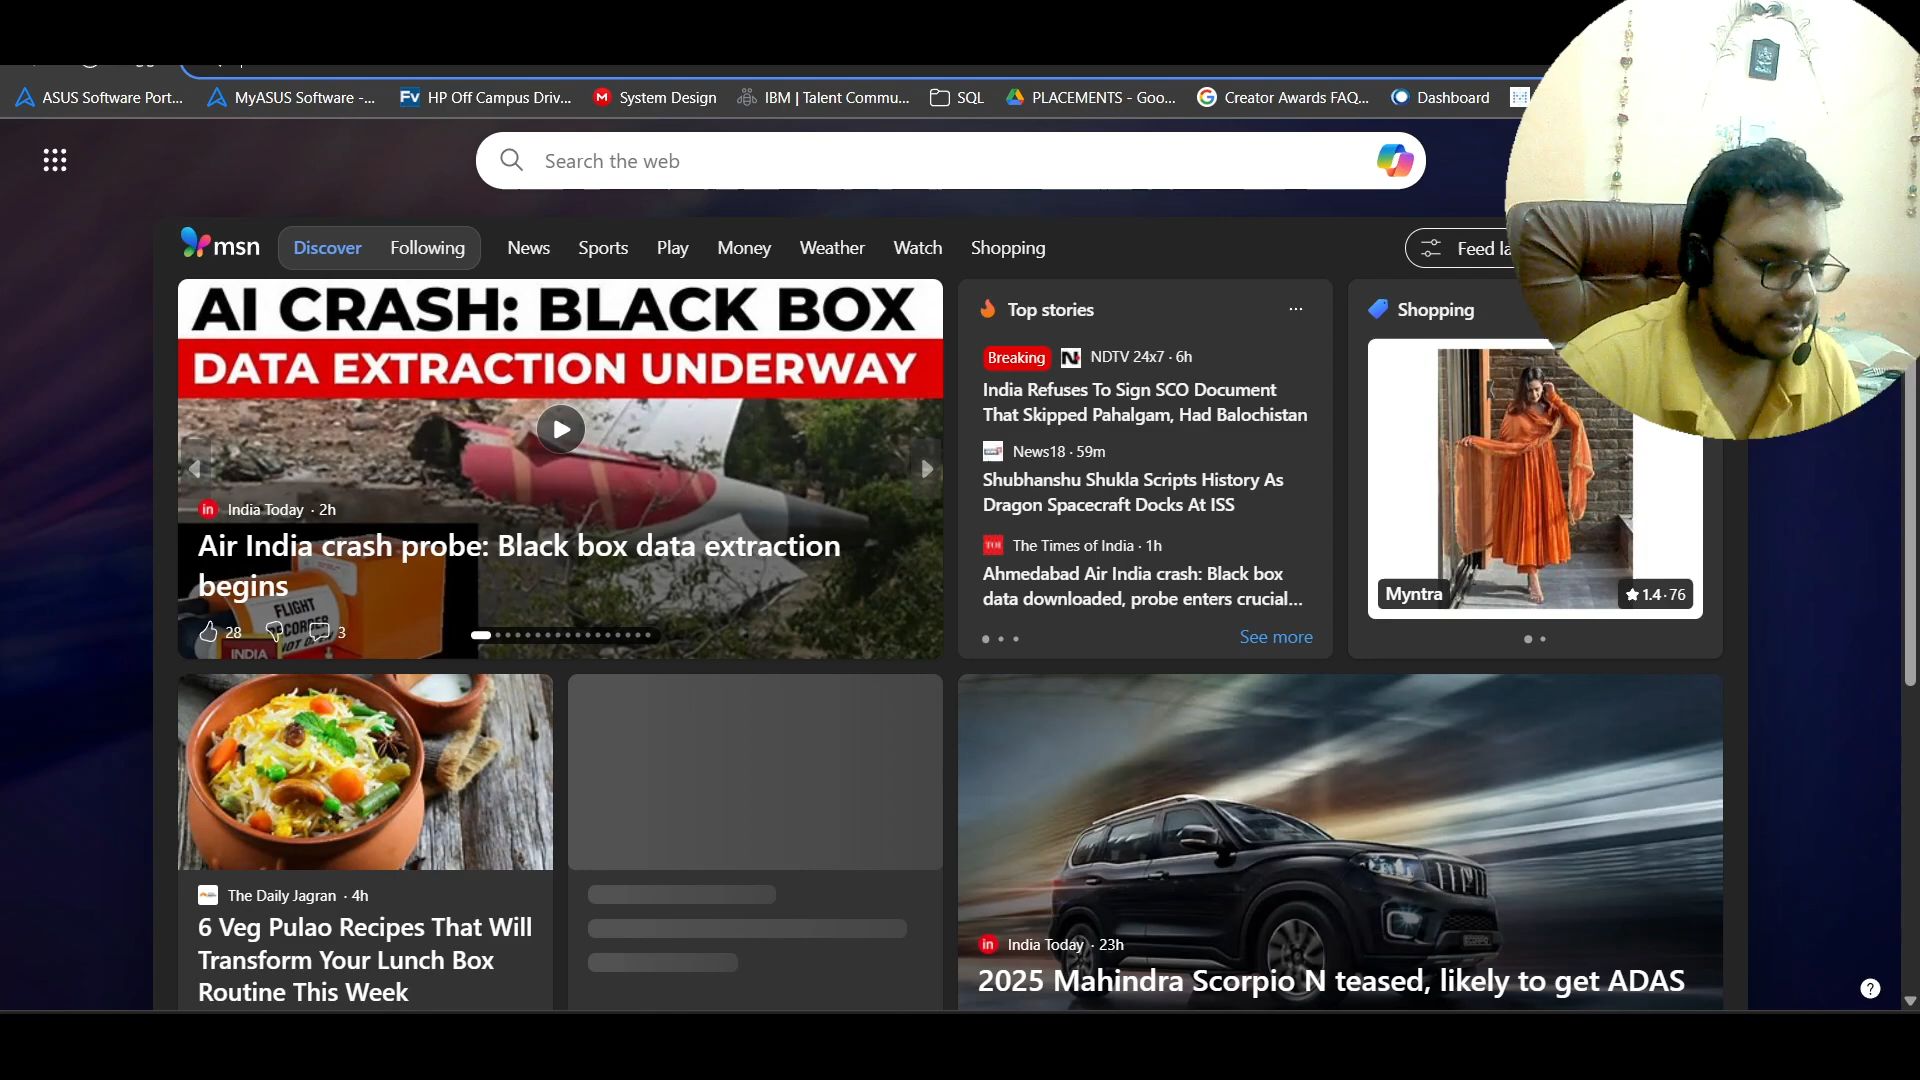 ASUS Software Port...
MyASUS Software -...
Fv HP Off Campus Driv...
M System Design
IBM | Talent Commu...
SQL
PLACEMENTS - Goo...
G Creator Awards FAQ...
Dashboard
Search the web
msn
Discover
Following
News
Sports
Play
Money
Weather
Watch
Shopping
Feed la
AI CRASH: BLACK BOX
DATA EXTRACTION UNDERWAY
in India Today · 2h
Air India crash probe: Black box data extraction
begins
FLIGHT
INDIA
28
3
Top stories
...
Breaking N NDTV 24x7 · 6h
India Refuses To Sign SCO Document
That Skipped Pahalgam, Had Balochistan
News18 · 59m
Shubhanshu Shukla Scripts History As
Dragon Spacecraft Docks At ISS
TOI The Times of India · 1h
Ahmedabad Air India crash: Black box
data downloaded, probe enters crucial...
See more
Shopping
Myntra
1.4 · 76
The Daily Jagran · 4h
6 Veg Pulao Recipes That Will
Transform Your Lunch Box
Routine This Week
in India Today · 23h
2025 Mahindra Scorpio N teased, likely to get ADAS
?